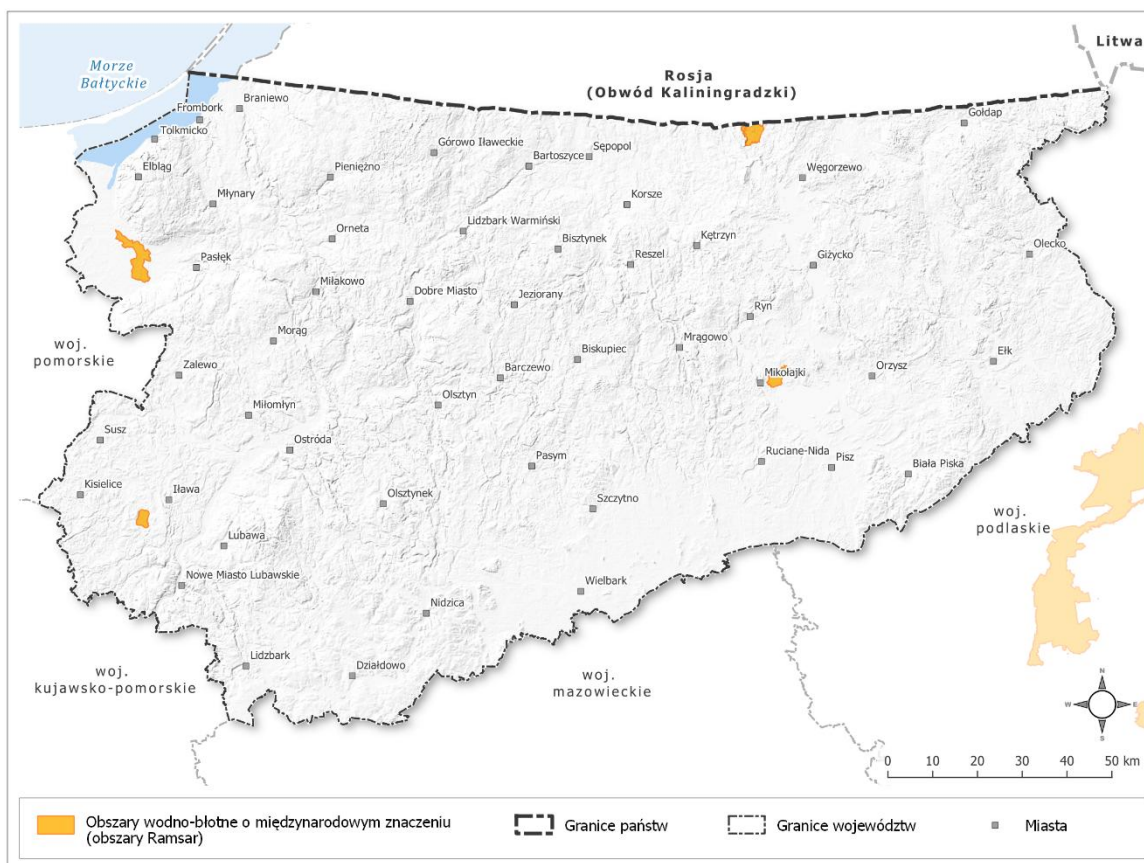 Morze
Bałtyckie
Litwa
Rosja
(Obwód Kaliningradzki)
Frombork
Braniewo
Gołdap
Tolkmicko
Górowo Iławeckie
Sępopol
Bartoszyce
Elbląg
Pieniężno
Węgorzewo
Młynary
Korsze
Lidzbark Warmiński
Orneta
Bisztynek
Kętrzyn
Olecko
Pasłęk
Reszel
Giżycko
Miłakowo
Dobre Miasto
Jeziorany
Ryn
woj.
pomorskie
Morąg
Mrągowo
Biskupiec
Ełk
Zalewo
Barczewo
Mikołajki
Orzysz
Olsztyn
Miłomłyn
Susz
Ostróda
Pasym
Ruciane-Nida
Pisz
Biała Piska
Kisielice
Iława
Olsztynek
Szczytno
woj.
podlaskie
Lubawa
Nowe Miasto Lubawskie
Wielbark
Nidzica
Lidzbark
Działdowo
woj.
kujawsko-pomorskie
woj.
mazowieckie
N
W
E
S
0 10 20 30 40 50 km
Obszary wodno-błotne o międzynarodowym znaczeniu
(obszary Ramsar)
Granice państw
Granice województw
Miasta